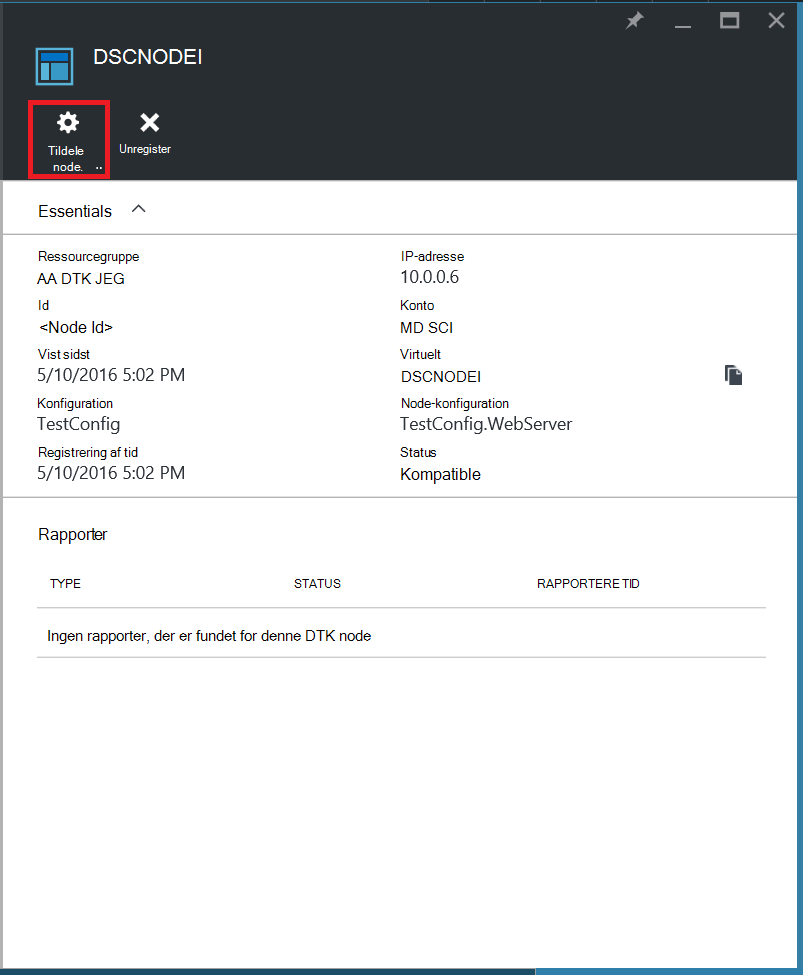 DSCNODEI
Tildele
node. ..
Unregister
Essentials
Ressourcegruppe
AA DTK JEG
IP-adresse
10.0.0.6
Id
<Node Id>
Konto
MD SCI
Vist sidst
5/10/2016 5:02 PM
Virtuelt
DSCNODEI
Konfiguration
TestConfig
Node-konfiguration
TestConfig.WebServer
Registrering af tid
5/10/2016 5:02 PM
Status
Kompatible
Rapporter
TYPE STATUS RAPPORTERE TID
Ingen rapporter, der er fundet for denne DTK node